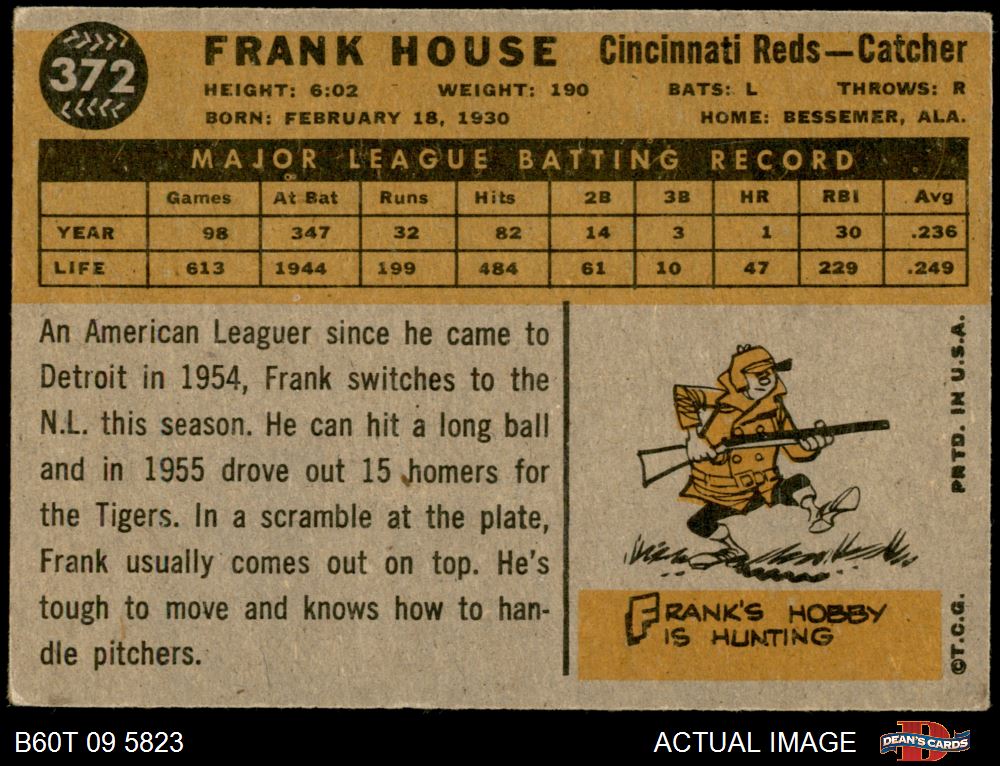 372
FRANK HOUSE Cincinnati Reds—Catcher
HEIGHT: 6:02 WEIGHT: 190 BATS: L THROWS: R
BORN: FEBRUARY 18, 1930 HOME: BESSEMER, ALA.
MAJOR LEAGUE BATTING RECORD
Games At Bat Runs Hits 2B 3B HR RBI Avg
YEAR 98 347 32 82 14 3 1 30 .236
LIFE 613 1944 199 484 61 10 47 229 .249
An American Leaguer since he came to
Detroit in 1954, Frank switches to the
N.L. this season. He can hit a long ball
and in 1955 drove out 15 homers for
the Tigers. In a scramble at the plate,
Frank usually comes out on top. He's
tough to move and knows how to han-
dle pitchers.
FRANK'S HOBBY
IS HUNTING
©T.C.G. PRTD. IN U.S.A.
B60T 09 5823 ACTUAL IMAGE DEAN'S CARDS